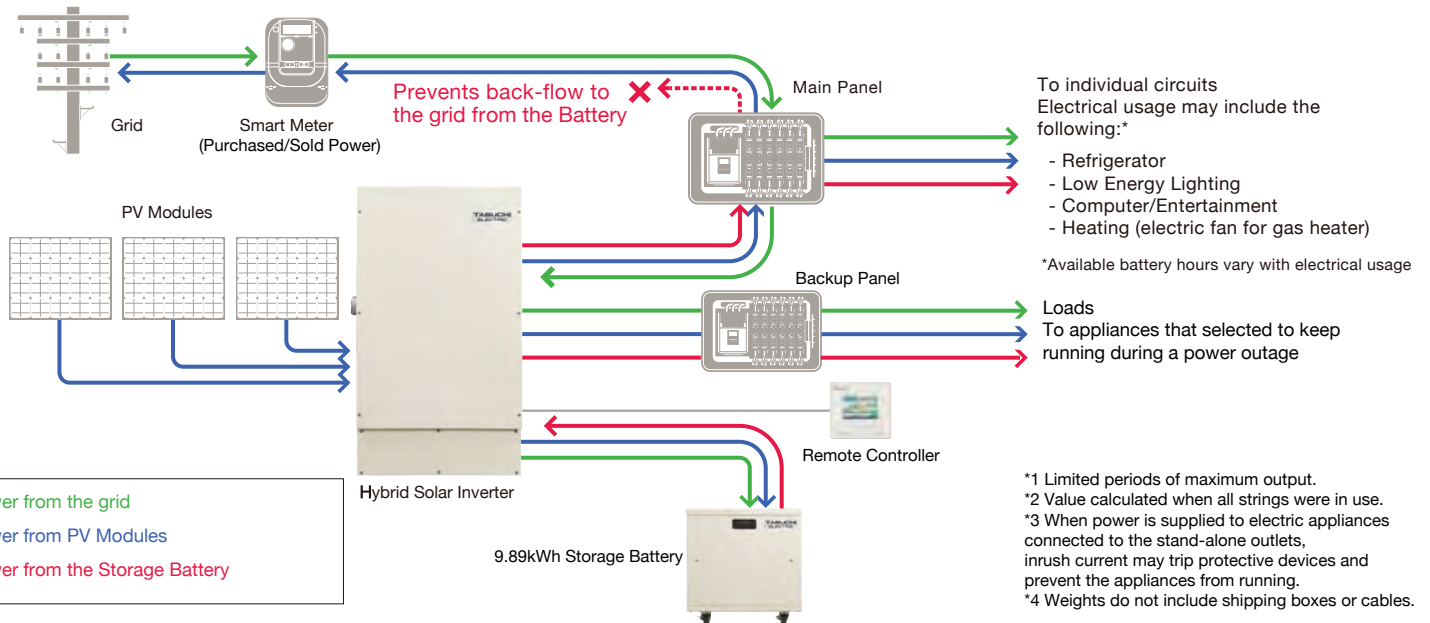 Grid
Smart Meter
(Purchased/Sold Power)
Prevents back-flow to
the grid from the Battery
Main Panel
To individual circuits
Electrical usage may include the
following:*
- Refrigerator
- Low Energy Lighting
- Computer/Entertainment
- Heating (electric fan for gas heater)
*Available battery hours vary with electrical usage
PV Modules
TABUCHI
ELECTRIC
Backup Panel
Loads
To appliances that selected to keep
running during a power outage
Remote Controller
Hybrid Solar Inverter
wer from the grid
wer from PV Modules
wer from the Storage Battery
9.89kWh Storage Battery
TABUCHI
ELECTRIC
*1 Limited periods of maximum output.
*2 Value calculated when all strings were in use.
*3 When power is supplied to electric appliances
connected to the stand-alone outlets,
inrush current may trip protective devices and
prevent the appliances from running.
*4 Weights do not include shipping boxes or cables.